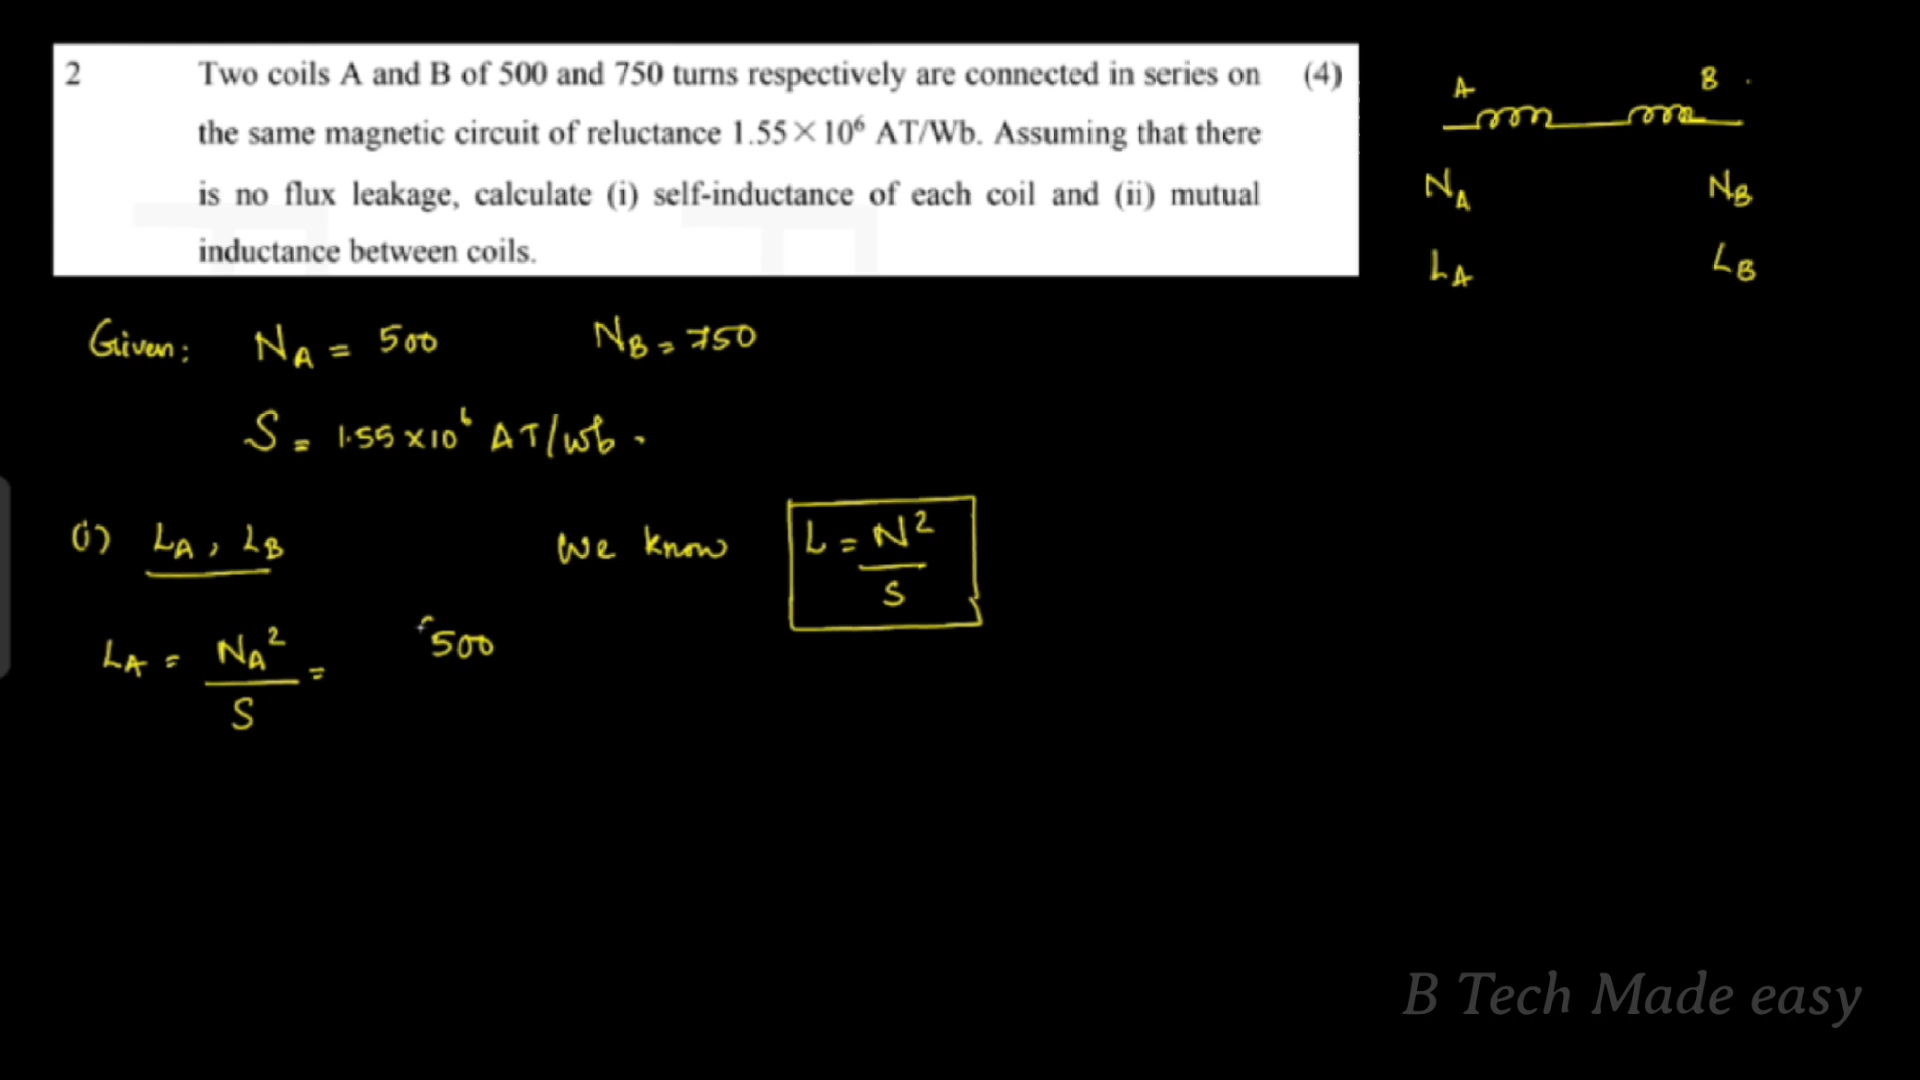 2 Two coils A and B of 500 and 750 turns respectively are connected in series on (4)
the same magnetic circuit of reluctance 1.55×10⁶ AT/Wb. Assuming that there
is no flux leakage, calculate (i) self-inductance of each coil and (ii) mutual
inductance between coils.
A B .
N_A N_B
L_A L_B
Given: N_A = 500 N_B = 750
S = 1.55 × 10⁶ AT/wb.
(i) L_A, L_B We know L = N²/S
L_A = N_A²/S = 500
B Tech Made easy